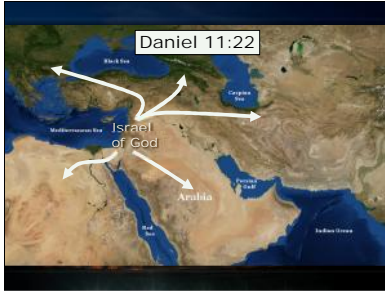 Daniel 11:22
Black Sea
Caspian
Sea
Mediterranean Sea
Israel
of God
Persian
Gulf
Arabia
Red
Sea
Indian Ocean